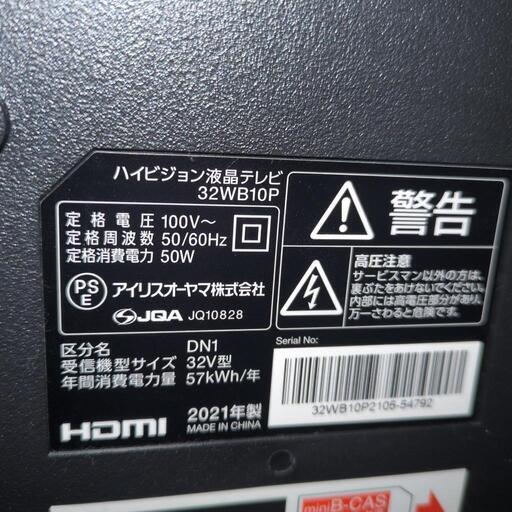 ハイビジョン液晶テレビ
32WB10P
定格電圧 100V～
定格周波数 50/60Hz
定格消費電力 50W
PSE アイリスオーヤマ株式会社
JQA JQ10828
区分名 DN1
受信機型サイズ 32V型
年間消費電力量 57kWh/年
HDMI
2021年製
MADE IN CHINA
警告
高圧注意
サービスマン以外の方は、
裏ぶたをあけないでください。
内部には高電圧部分があり、
万一さわると危険です。
Serial No:
32WB10P2105-54792
miniB-CAS